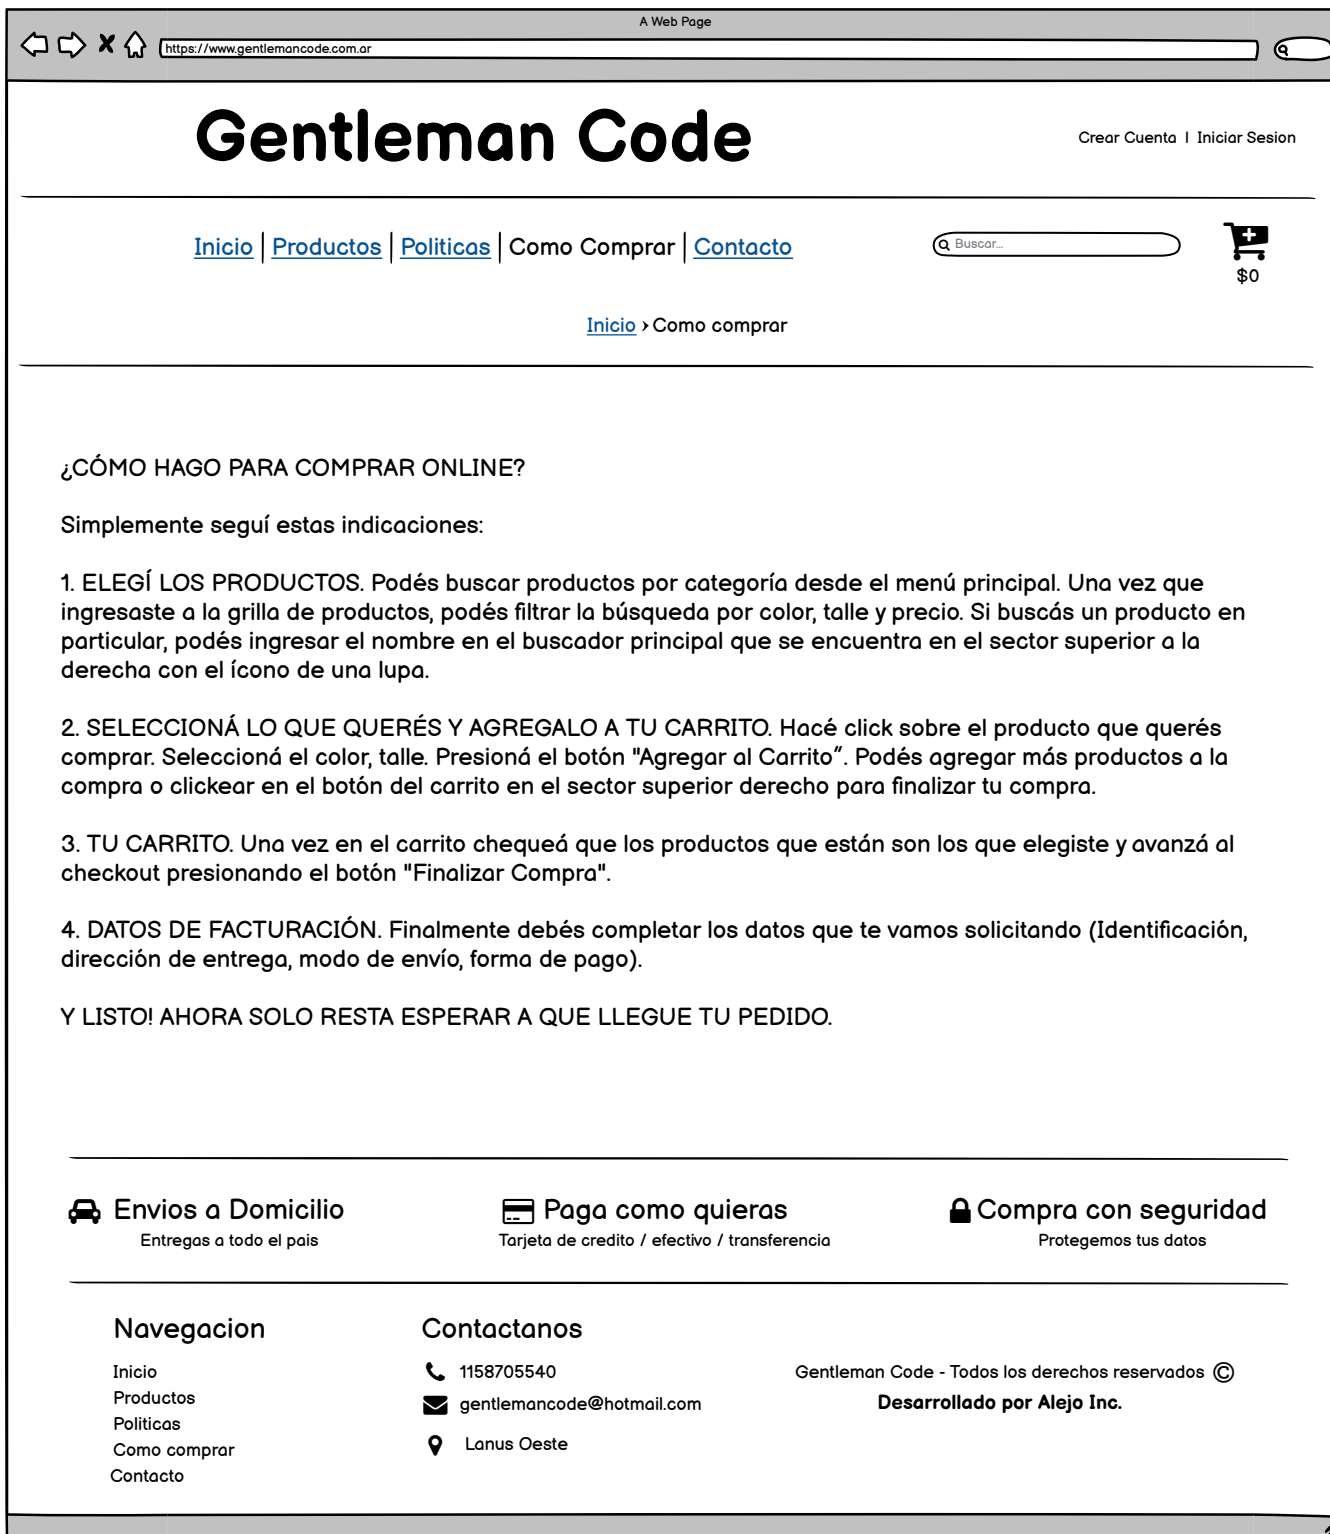 A Web Page
https://www.gentlemancode.com.ar
Gentleman Code
Crear Cuenta | Iniciar Sesion
Inicio | Productos | Politicas | Como Comprar | Contacto
Buscar...
$0
Inicio › Como comprar
¿CÓMO HAGO PARA COMPRAR ONLINE?
Simplemente seguí estas indicaciones:
1. ELEGÍ LOS PRODUCTOS. Podés buscar productos por categoría desde el menú principal. Una vez que
ingresaste a la grilla de productos, podés filtrar la búsqueda por color, talle y precio. Si buscás un producto en
particular, podés ingresar el nombre en el buscador principal que se encuentra en el sector superior a la
derecha con el ícono de una lupa.
2. SELECCIONÁ LO QUE QUERÉS Y AGREGALO A TU CARRITO. Hacé click sobre el producto que querés
comprar. Seleccioná el color, talle. Presioná el botón "Agregar al Carrito”. Podés agregar más productos a la
compra o clickear en el botón del carrito en el sector superior derecho para finalizar tu compra.
3. TU CARRITO. Una vez en el carrito chequeá que los productos que están son los que elegiste y avanzá al
checkout presionando el botón "Finalizar Compra".
4. DATOS DE FACTURACIÓN. Finalmente debés completar los datos que te vamos solicitando (Identificación,
dirección de entrega, modo de envío, forma de pago).
Y LISTO! AHORA SOLO RESTA ESPERAR A QUE LLEGUE TU PEDIDO.
Envios a Domicilio
Entregas a todo el pais
Paga como quieras
Tarjeta de credito / efectivo / transferencia
Compra con seguridad
Protegemos tus datos
Navegacion
Inicio
Productos
Politicas
Como comprar
Contacto
Contactanos
1158705540
gentlemancode@hotmail.com
Lanus Oeste
Gentleman Code - Todos los derechos reservados ©
Desarrollado por Alejo Inc.